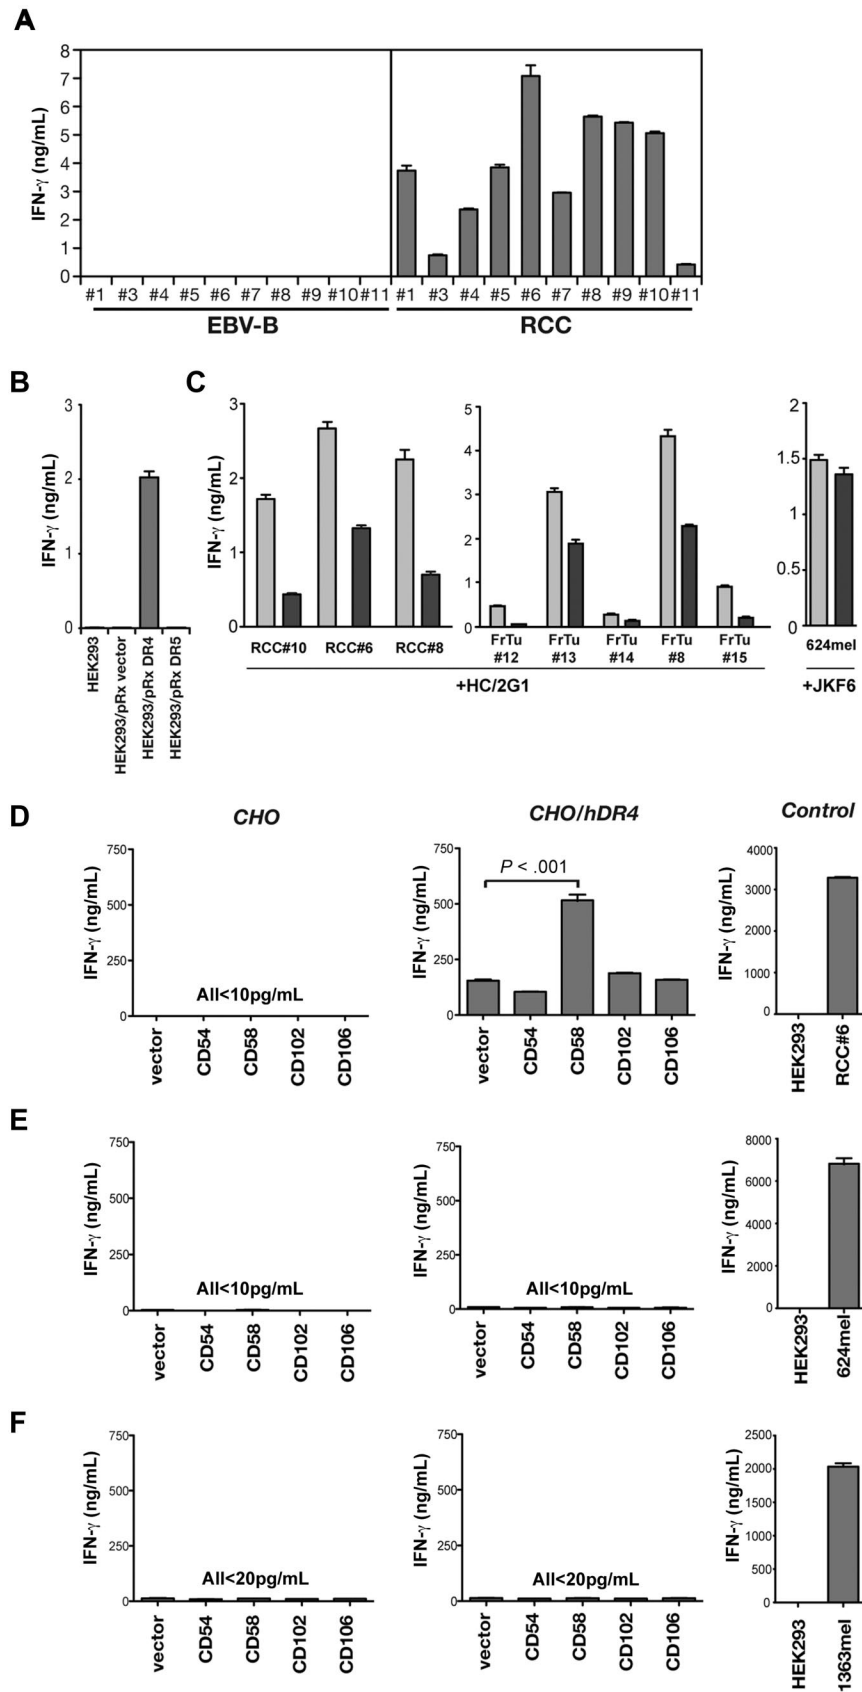 A
IFN-γ (ng/mL)
8
7
6
5
4
3
2
1
0
#1 #3 #4 #5 #6 #7 #8 #9 #10 #11 #1 #3 #4 #5 #6 #7 #8 #9 #10 #11
EBV-B RCC
B
IFN-γ (ng/mL)
3
2
1
0
HEK293
HEK293/pRx vector
HEK293/pRx DR4
HEK293/pRx DR5
C
IFN-γ (ng/mL)
3
2
1
0
RCC#10 RCC#6 RCC#8
5
4
3
2
1
0
FrTu FrTu FrTu FrTu FrTu
#12 #13 #14 #8 #15
+HC/2G1
2
1.5
1
0.5
0
624mel
+JKF6
D
CHO
IFN-γ (ng/mL)
750
500
250
0
All<10pg/mL
vector
CD54
CD58
CD102
CD106
CHO/hDR4
IFN-γ (ng/mL)
750
500
250
0
P < .001
vector
CD54
CD58
CD102
CD106
Control
IFN-γ (ng/mL)
4000
3000
2000
1000
0
HEK293
RCC#6
E
IFN-γ (ng/mL)
750
500
250
0
All<10pg/mL
vector
CD54
CD58
CD102
CD106
IFN-γ (ng/mL)
750
500
250
0
All<10pg/mL
vector
CD54
CD58
CD102
CD106
IFN-γ (ng/mL)
8000
6000
4000
2000
0
HEK293
624mel
F
IFN-γ (ng/mL)
750
500
250
0
All<20pg/mL
vector
CD54
CD58
CD102
CD106
IFN-γ (ng/mL)
750
500
250
0
All<20pg/mL
vector
CD54
CD58
CD102
CD106
IFN-γ (ng/mL)
2500
2000
1500
1000
500
0
HEK293
1363mel